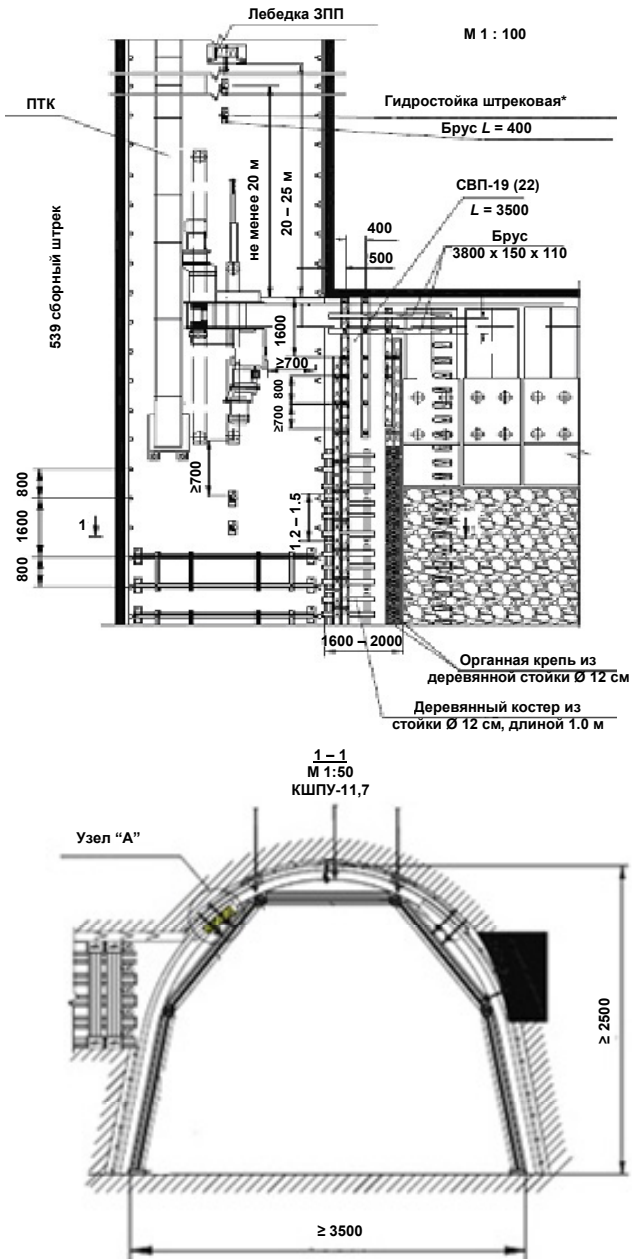 Лебедка ЗПП
М 1 : 100
ПТК
Гидростойка штрековая*
Брус L = 400
не менее 20 м
20 – 25 м
СВП-19 (22)
L = 3500
400
500
Брус
3800 x 150 x 110
539 сборный штрек
1600
≥700
800
≥700
≥700
800
1600
800
1
1.2 – 1.5
1600 – 2000
Органная крепь из
деревянной стойки Ø 12 см
Деревянный костер из
стойки Ø 12 см, длиной 1.0 м
1 – 1
М 1:50
КШПУ-11,7
Узел “А”
≥ 2500
≥ 3500